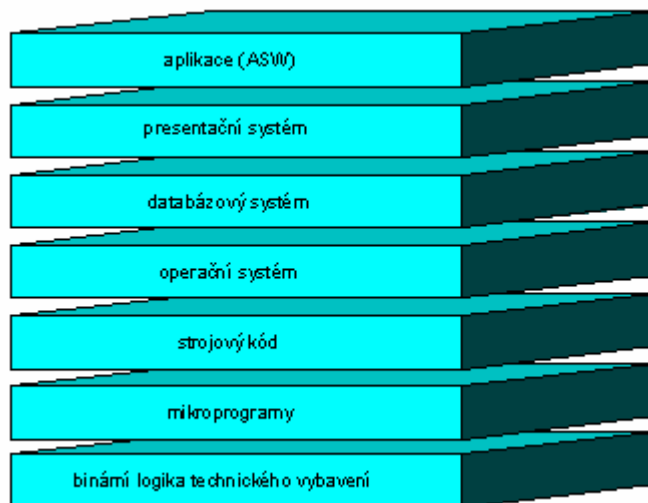 aplikace (ASW)
presentační systém
databázový systém
operační systém
strojový kód
mikroprogramy
binární logika technického vybavení